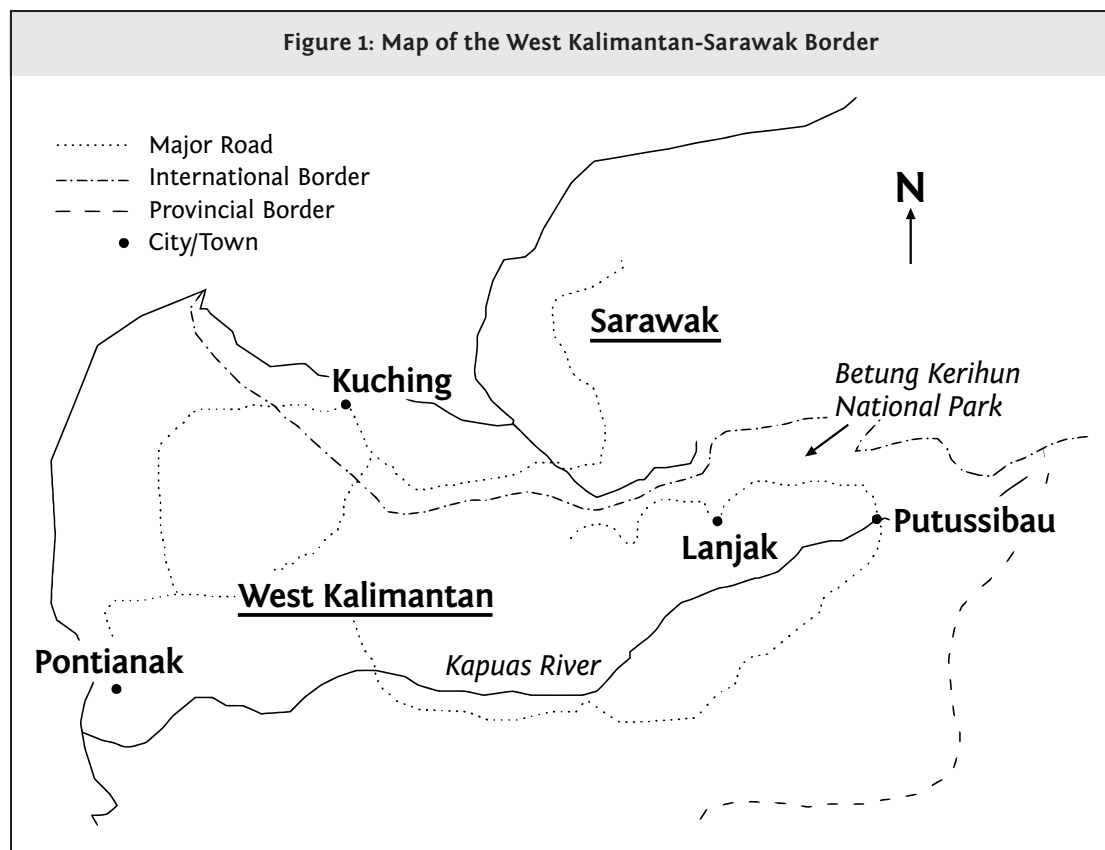 Figure 1: Map of the West Kalimantan-Sarawak Border
Major Road
International Border
Provincial Border
City/Town
N
Sarawak
Kuching
Betung Kerihun
National Park
Putussibau
Lanjak
West Kalimantan
Pontianak
Kapuas River